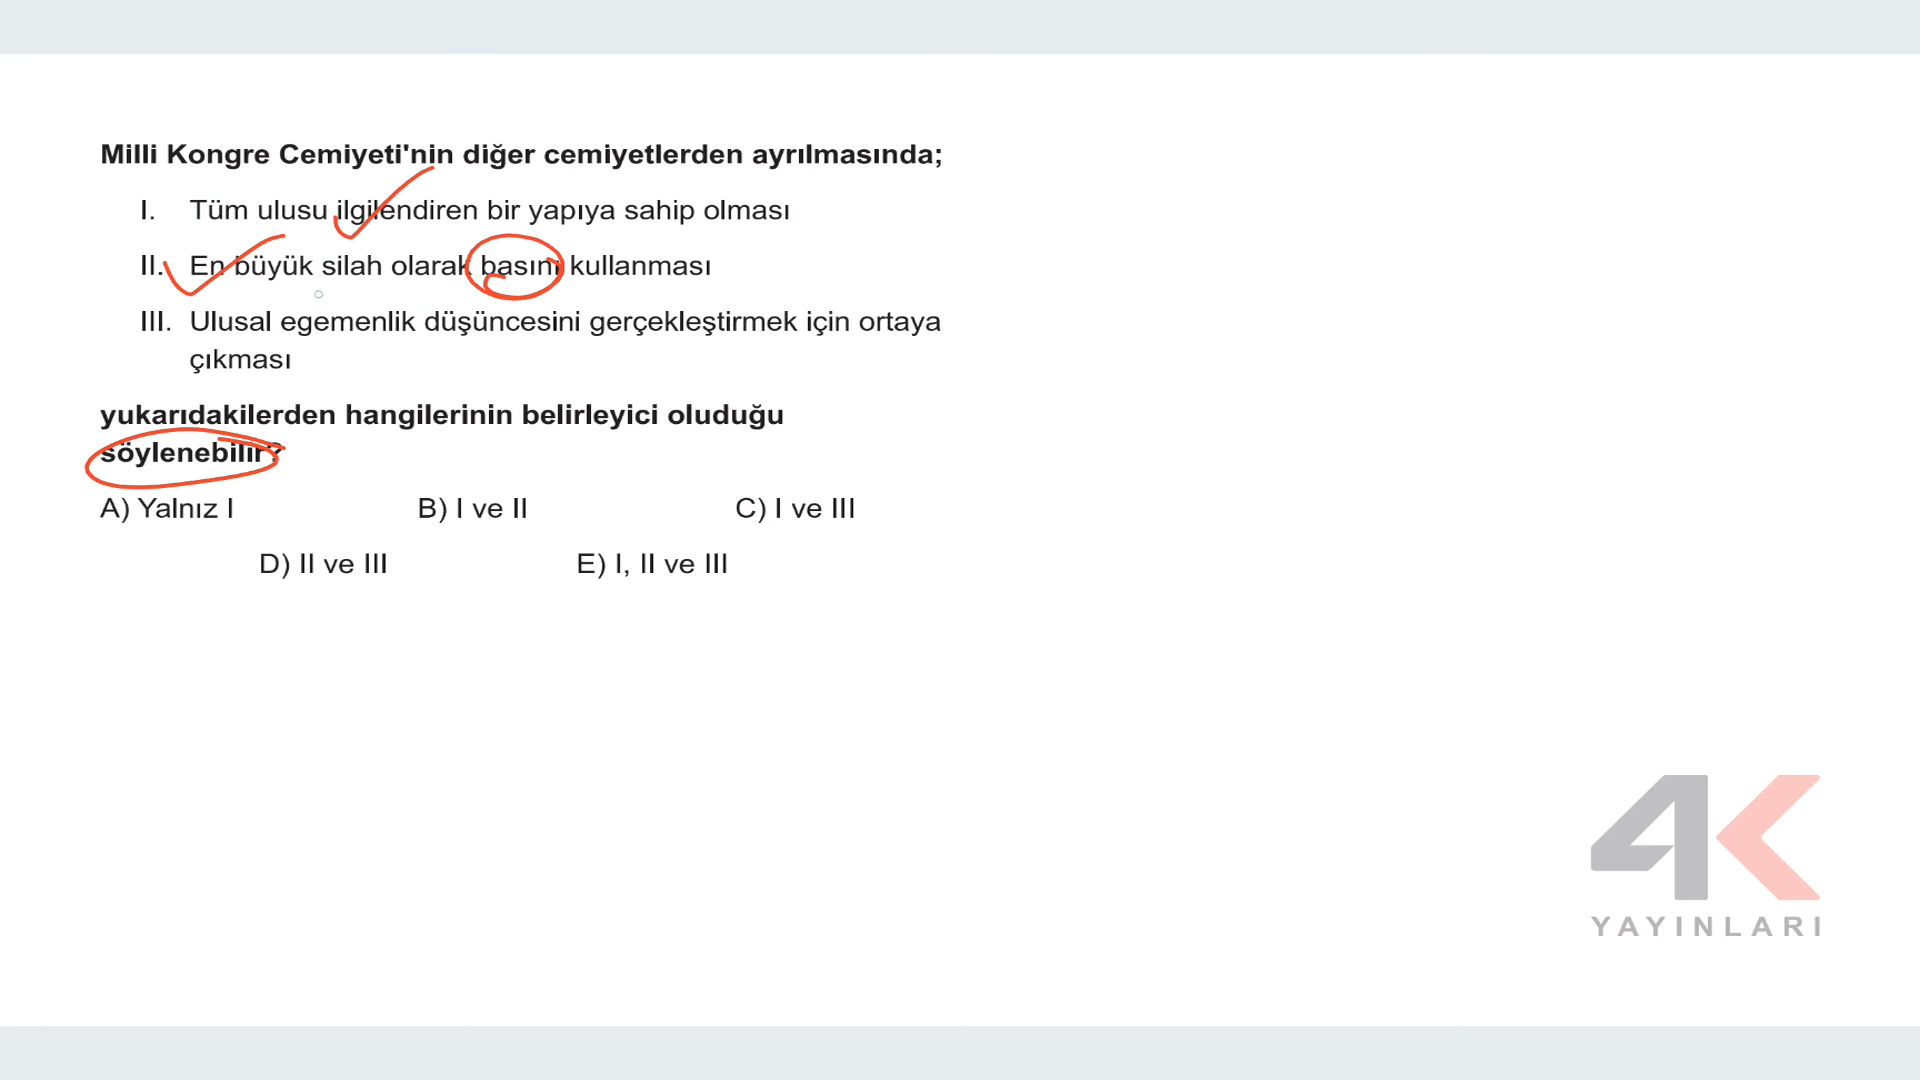 Milli Kongre Cemiyeti'nin diğer cemiyetlerden ayrılmasında;
I. Tüm ulusu ilgilendiren bir yapıya sahip olması
II. En büyük silah olarak basını kullanması
III. Ulusal egemenlik düşüncesini gerçekleştirmek için ortaya
çıkması
yukarıdakilerden hangilerinin belirleyici oluduğu
söylenebilir?
A) Yalnız I B) I ve II C) I ve III
D) II ve III E) I, II ve III
4K
YAYINLARI